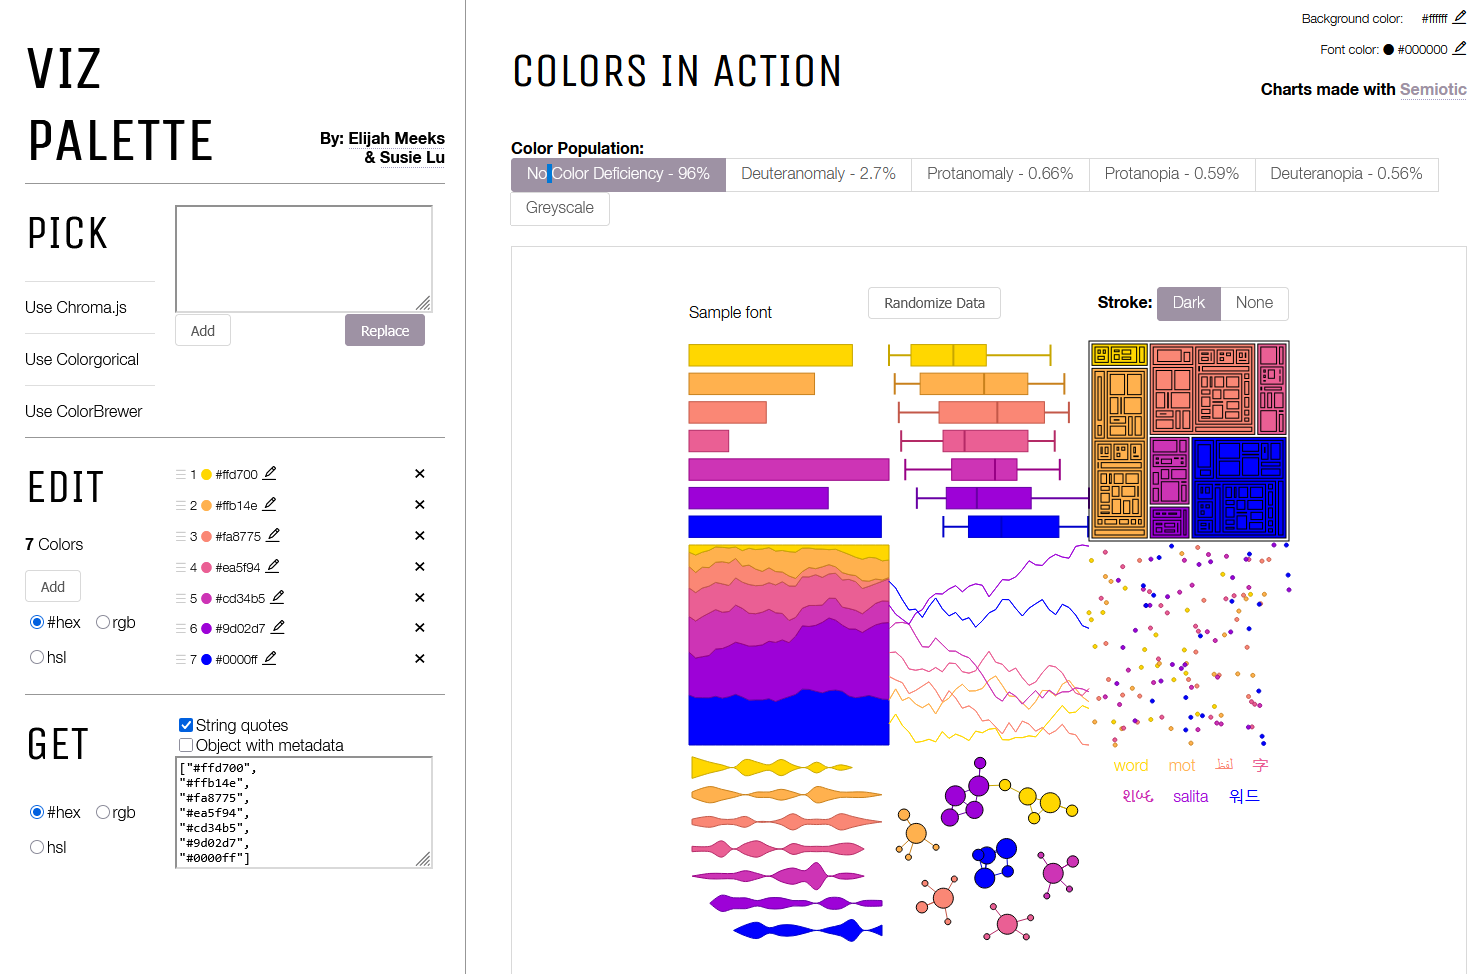 VIZ
PALETTE
By: Elijah Meeks
& Susie Lu
PICK
Use Chroma.js
Use Colorgorical
Use ColorBrewer
Add
Replace
EDIT
7 Colors
Add
#hex
rgb
hsl
1 #ffd700
2 #ffb14e
3 #fa8775
4 #ea5f94
5 #cd34b5
6 #9d02d7
7 #0000ff
GET
#hex
rgb
hsl
String quotes
Object with metadata
["#ffd700",
"#ffb14e",
"#fa8775",
"#ea5f94",
"#cd34b5",
"#9d02d7",
"#0000ff"]
Background color: #ffffff
Font color: #000000
COLORS IN ACTION
Charts made with Semiotic
Color Population:
No Color Deficiency - 96%
Deuteranomaly - 2.7%
Protanomaly - 0.66%
Protanopia - 0.59%
Deuteranopia - 0.56%
Greyscale
Sample font
Randomize Data
Stroke: Dark None
word mot لفظ 字
શબ્દ salita 워드